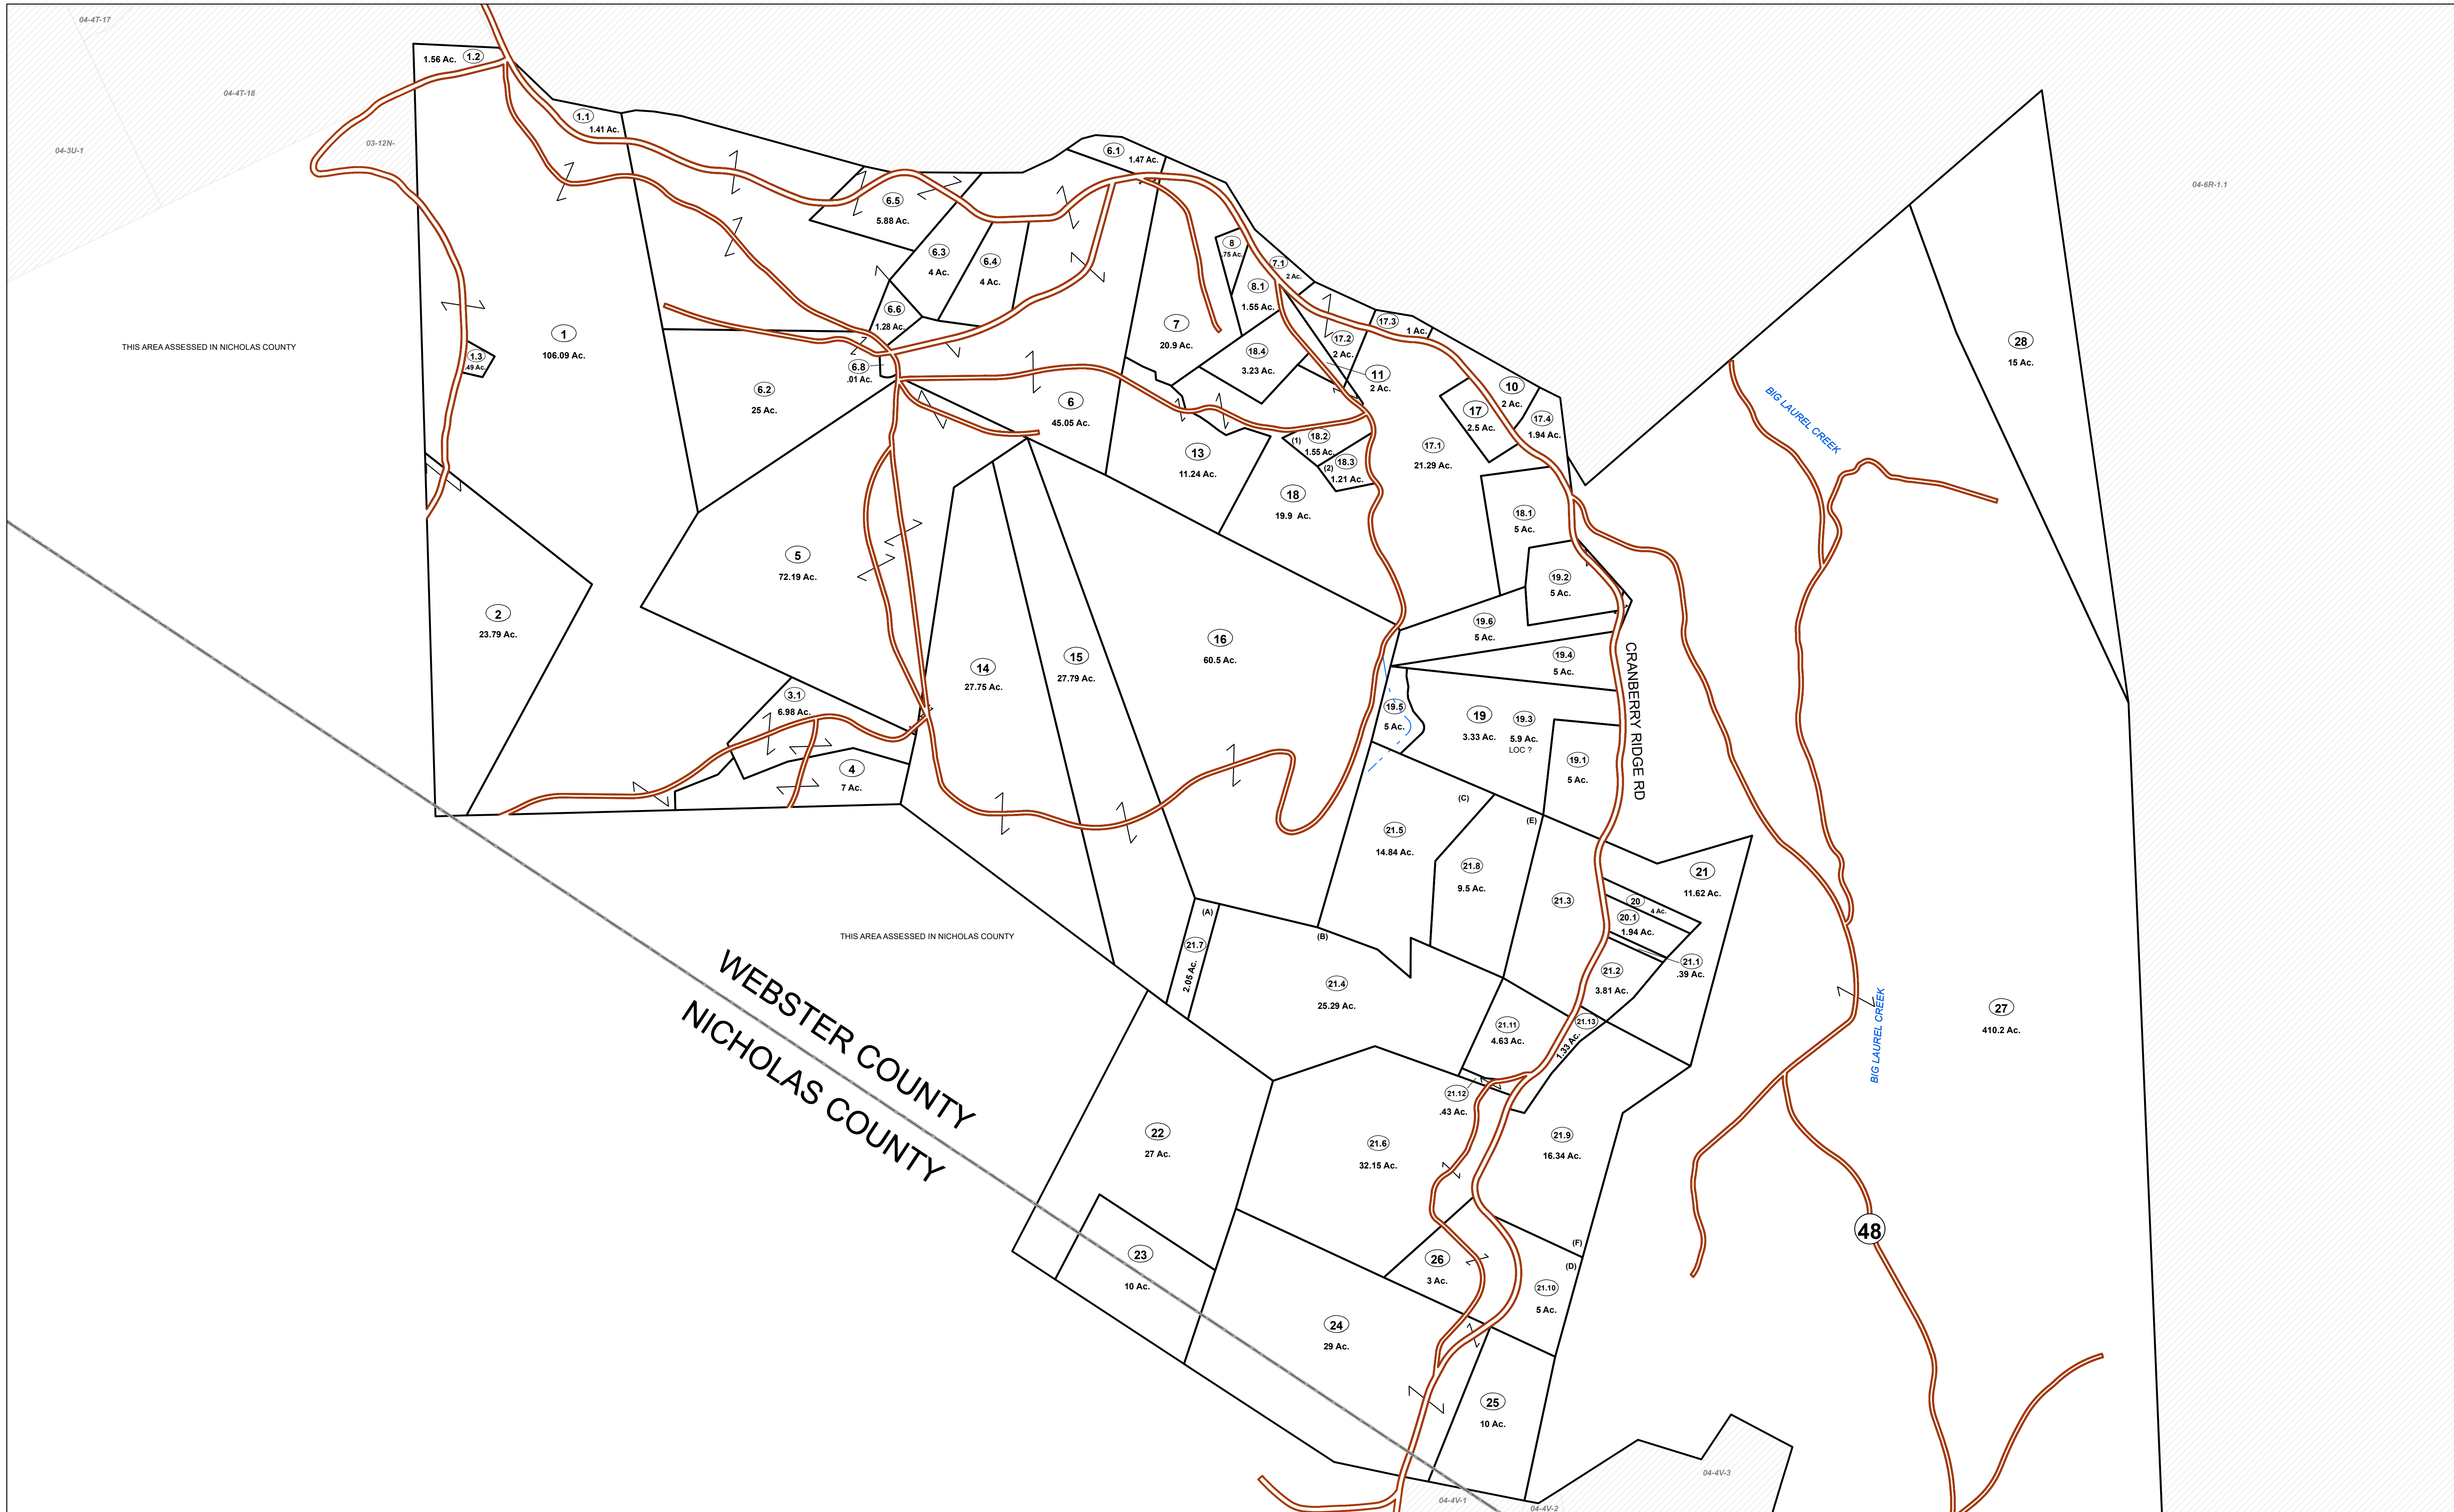 04-4T-17
1.56 Ac. 1.2
04-4T-18
1.1
1.41 Ac.
03-12N-
04-3U-1
6.1
1.47 Ac.
04-6R-1.1
6.5
5.88 Ac.
6.3
4 Ac.
6.4
4 Ac.
8
.75 Ac.
7.1
2 Ac.
8.1
1.55 Ac.
6.6
1.28 Ac.
7
20.9 Ac.
17.3
1 Ac.
17.2
2 Ac.
1
106.09 Ac.
THIS AREA ASSESSED IN NICHOLAS COUNTY
1.3
.49 Ac.
18.4
3.23 Ac.
28
15 Ac.
6.8
.01 Ac.
11
2 Ac.
6.2
25 Ac.
6
45.05 Ac.
10
2 Ac.
17
2.5 Ac.
17.4
1.94 Ac.
BIG LAUREL CREEK
13
11.24 Ac.
(1)
18.2
1.55 Ac.
(2)
18.3
1.21 Ac.
17.1
21.29 Ac.
18
19.9 Ac.
18.1
5 Ac.
5
72.19 Ac.
19.2
5 Ac.
2
23.79 Ac.
19.6
5 Ac.
16
60.5 Ac.
15
27.79 Ac.
14
27.75 Ac.
19.4
5 Ac.
CRANBERRY RIDGE RD
3.1
6.98 Ac.
19.5
5 Ac.
19
3.33 Ac.
19.3
5.9 Ac.
LOC ?
19.1
5 Ac.
4
7 Ac.
(C)
(E)
21.5
14.84 Ac.
21.8
9.5 Ac.
21
11.62 Ac.
21.3
20
4 Ac.
20.1
1.94 Ac.
(A)
(B)
THIS AREA ASSESSED IN NICHOLAS COUNTY
21.7
2.05 Ac.
21.1
.39 Ac.
21.2
3.81 Ac.
21.4
25.29 Ac.
WEBSTER COUNTY
NICHOLAS COUNTY
27
410.2 Ac.
BIG LAUREL CREEK
21.11
4.63 Ac.
21.13
1.33 Ac.
21.12
.43 Ac.
22
27 Ac.
21.6
32.15 Ac.
21.9
16.34 Ac.
48
(F)
(D)
23
10 Ac.
26
3 Ac.
21.10
5 Ac.
24
29 Ac.
25
10 Ac.
04-4V-3
04-4V-1
04-4V-2